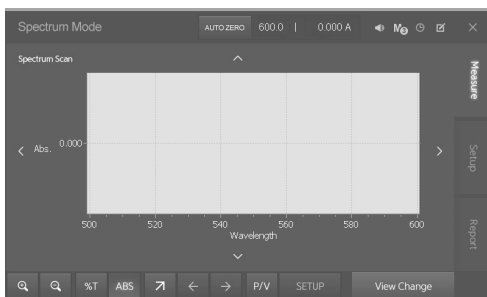 Spectrum Mode AUTO ZERO 600.0 | 0.000 A
Spectrum Scan
Measure
Setup
Report
Abs. 0.000
500 520 540 560 580 600
Wavelength
%T ABS P/V SETUP View Change